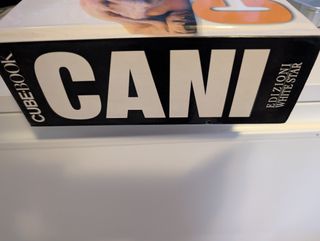 CUBEBOOK
CANI
EDIZIONI
WHITE STAR
C